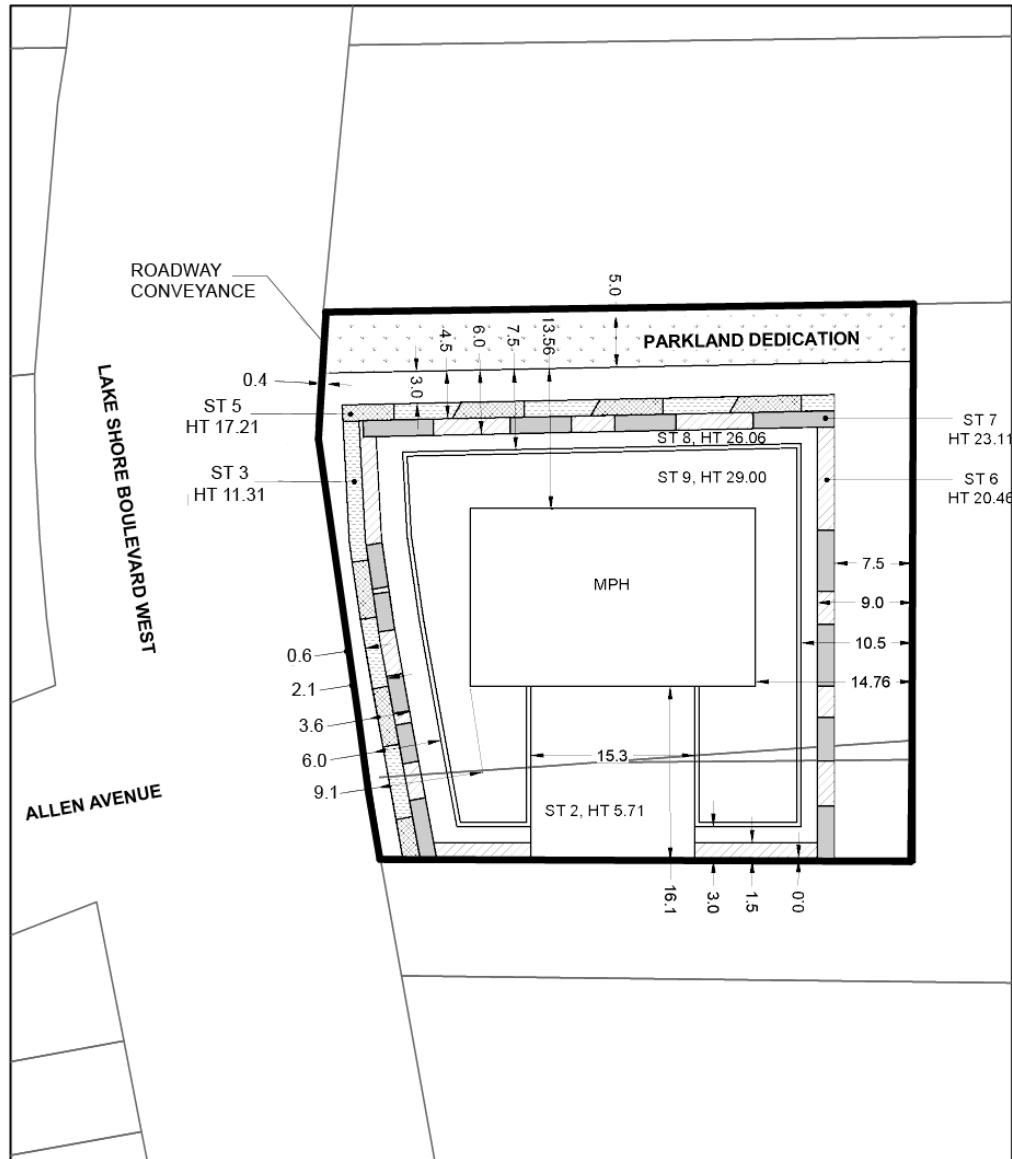 ROADWAY
CONVEYANCE
5.0
PARKLAND DEDICATION
13.56
7.5
6.0
4.5
3.0
0.4
LAKE SHORE BOULEVARD WEST
ST 5
HT 17.21
ST 7
HT 23.11
ST 8, HT 26.06
ST 3
HT 11.31
ST 9, HT 29.00
ST 6
HT 20.46
7.5
MPH
9.0
10.5
14.76
0.6
2.1
3.6
6.0
9.1
15.3
ALLEN AVENUE
ST 2, HT 5.71
16.1
3.0
1.5
0.0